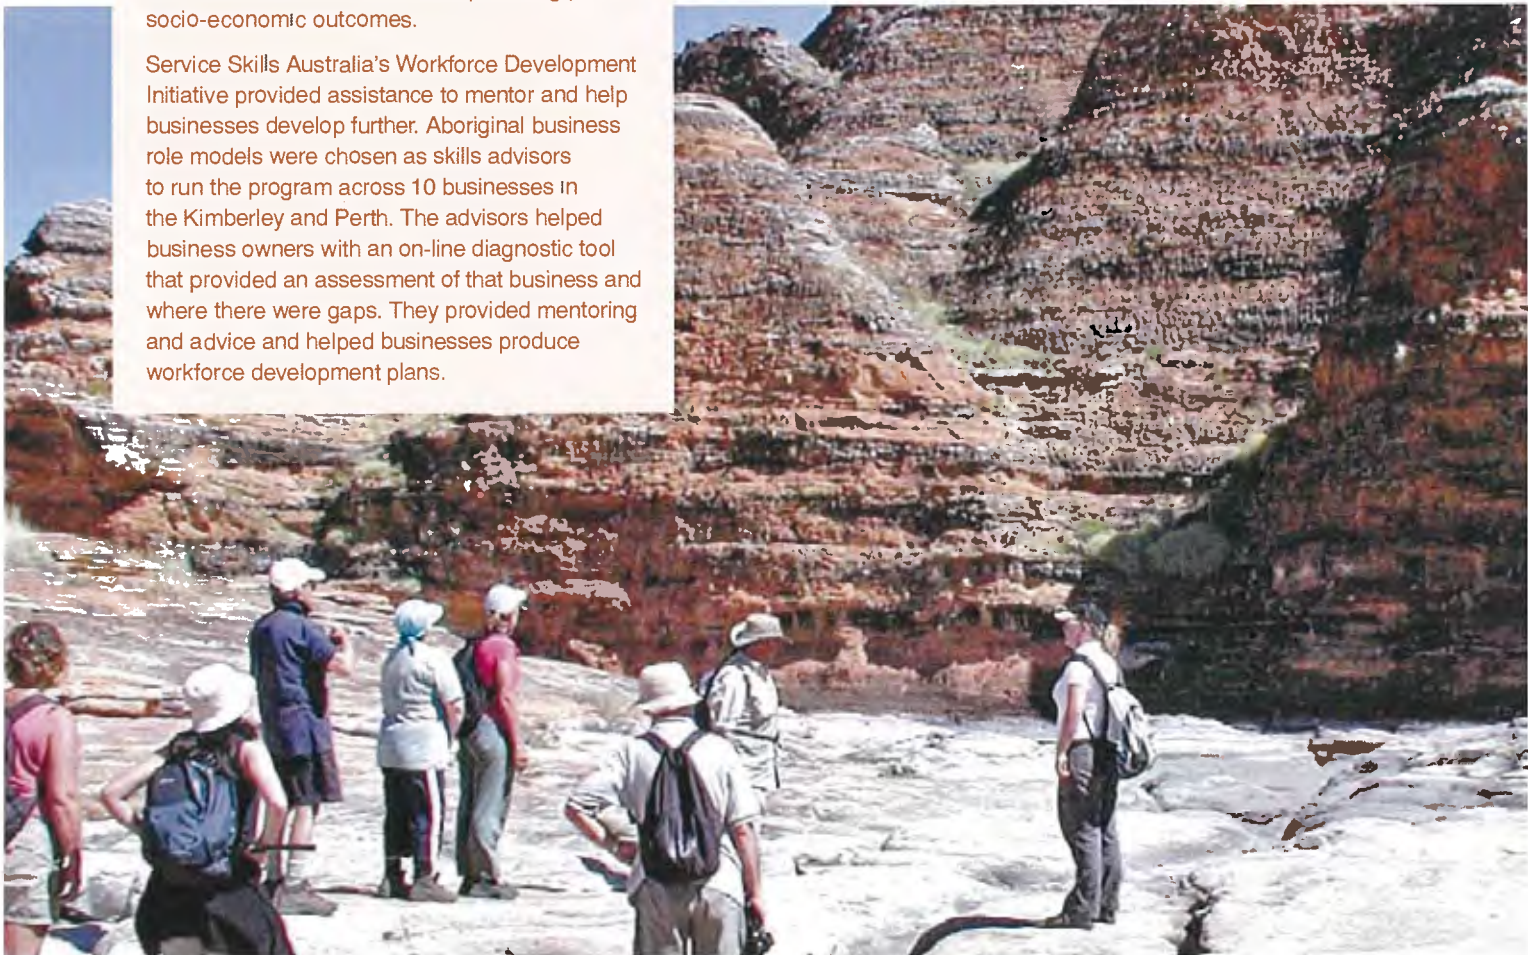 socio-economic outcomes.
Service Skills Australia's Workforce Development
Initiative provided assistance to mentor and help
businesses develop further. Aboriginal business
role models were chosen as skills advisors
to run the program across 10 businesses in
the Kimberley and Perth. The advisors helped
business owners with an on-line diagnostic tool
that provided an assessment of that business and
where there were gaps. They provided mentoring
and advice and helped businesses produce
workforce development plans.